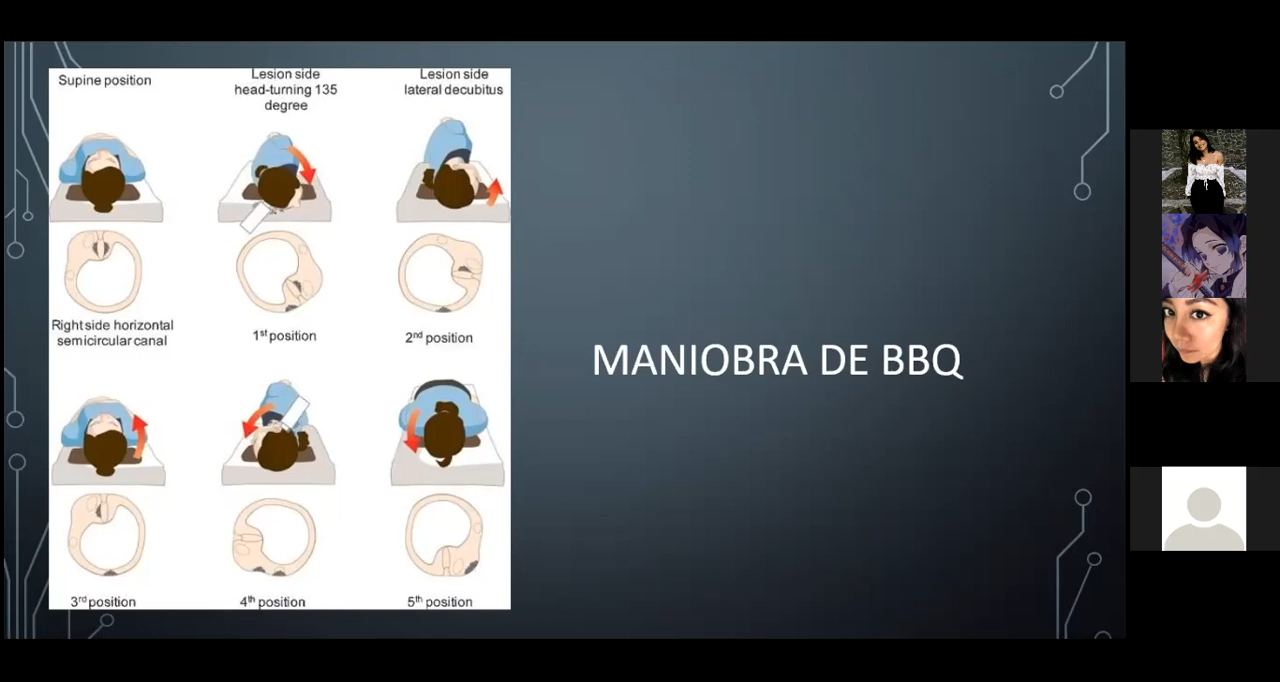 Supine position
Lesion side
head-turning 135
degree
Lesion side
lateral decubitus
Right side horizontal
semicircular canal
1st position
2nd position
3rd position
4th position
5th position
MANIOBRA DE BBQ